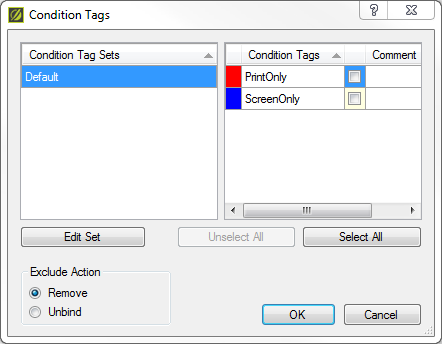 Condition Tags
Condition Tag Sets
Condition Tags Comment
Default
PrintOnly
ScreenOnly
Edit Set Unselect All Select All
Exclude Action
Remove
Unbind
OK Cancel